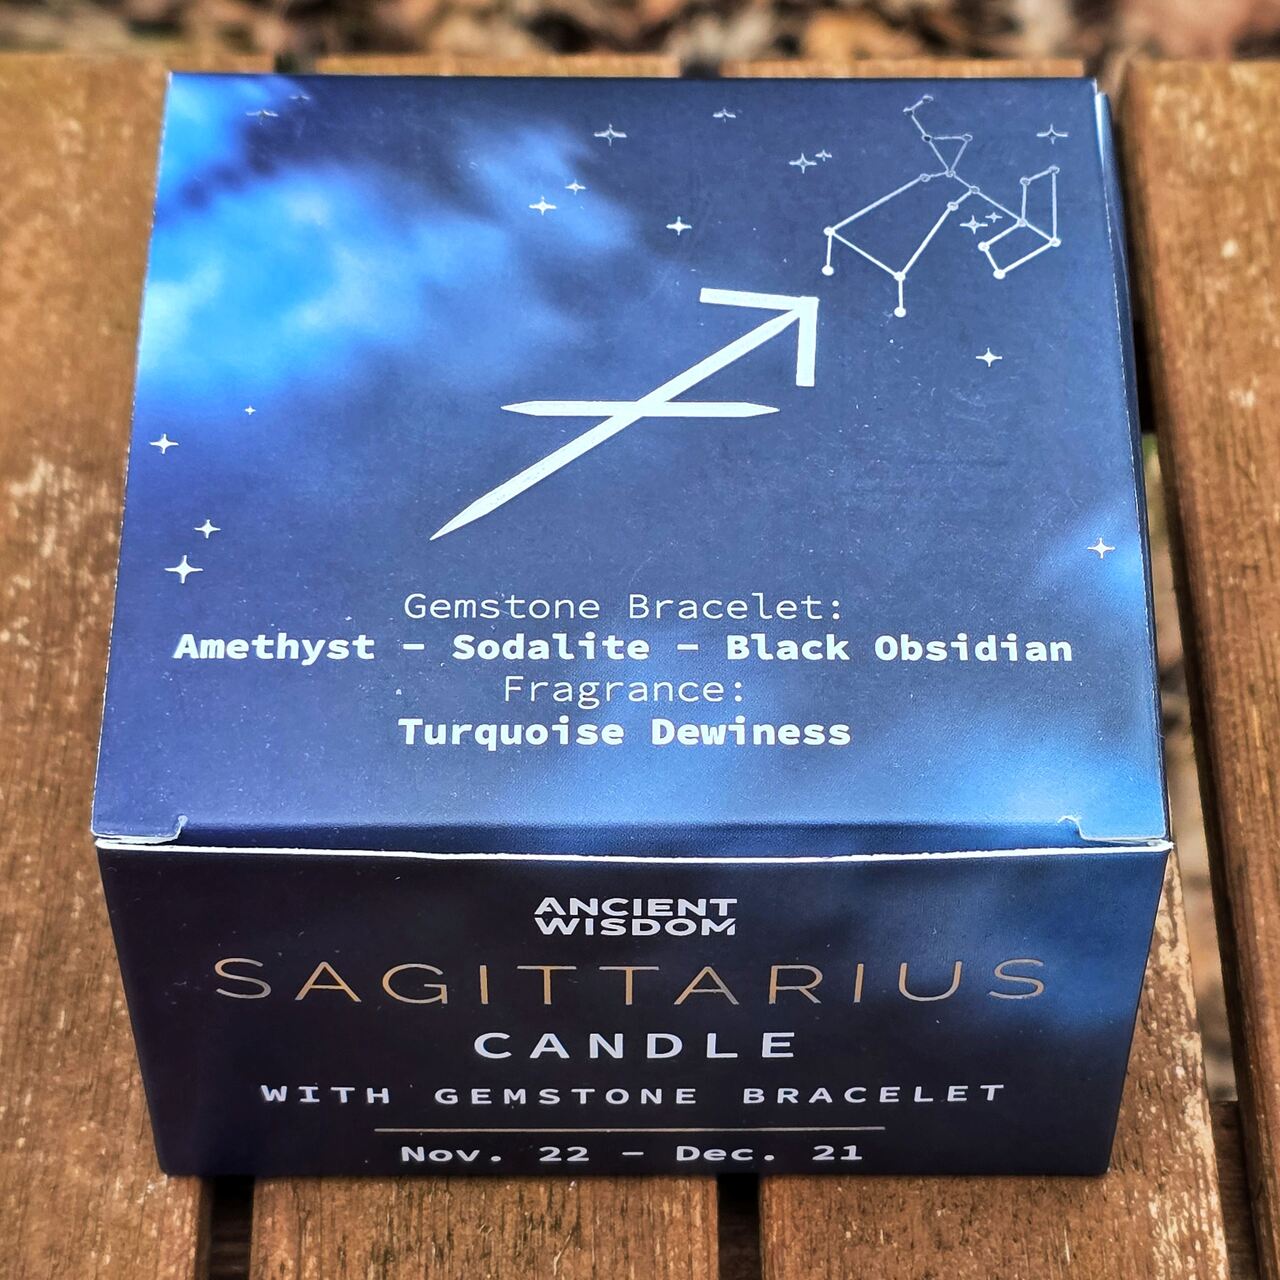 Gemstone Bracelet:
Amethyst - Sodalite - Black Obsidian
Fragrance:
Turquoise Dewiness
ANCIENT
WISDOM
SAGITTARIUS
CANDLE
WITH GEMSTONE BRACELET
Nov. 22 - Dec. 21